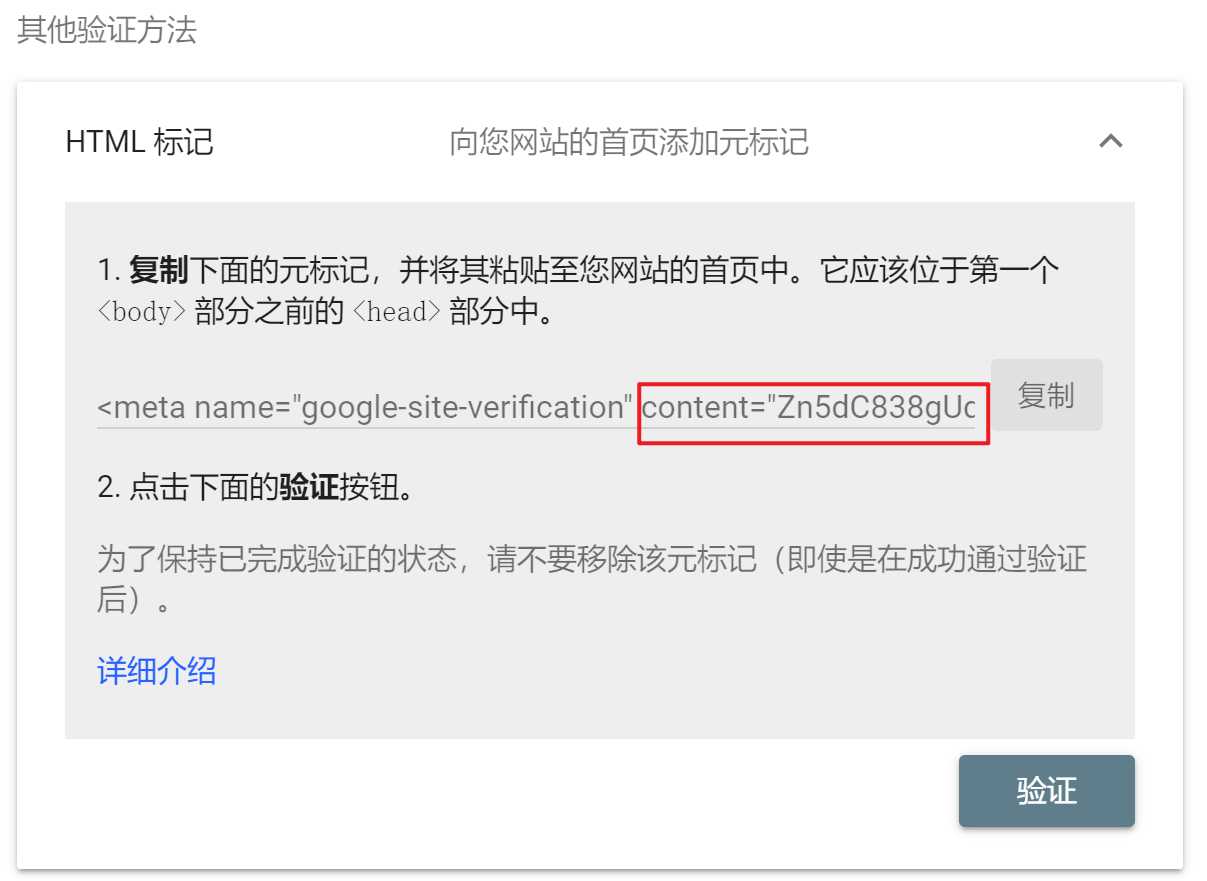 其他验证方法
HTML 标记
向您网站的首页添加元标记
1. 复制下面的元标记，并将其粘贴至您网站的首页中。它应该位于第一个
<body> 部分之前的 <head> 部分中。
<meta name="google-site-verification" content="Zn5dC838gUc
复制
2. 点击下面的验证按钮。
为了保持已完成验证的状态，请不要移除该元标记（即使是在成功通过验证
后）。
详细介绍
验证